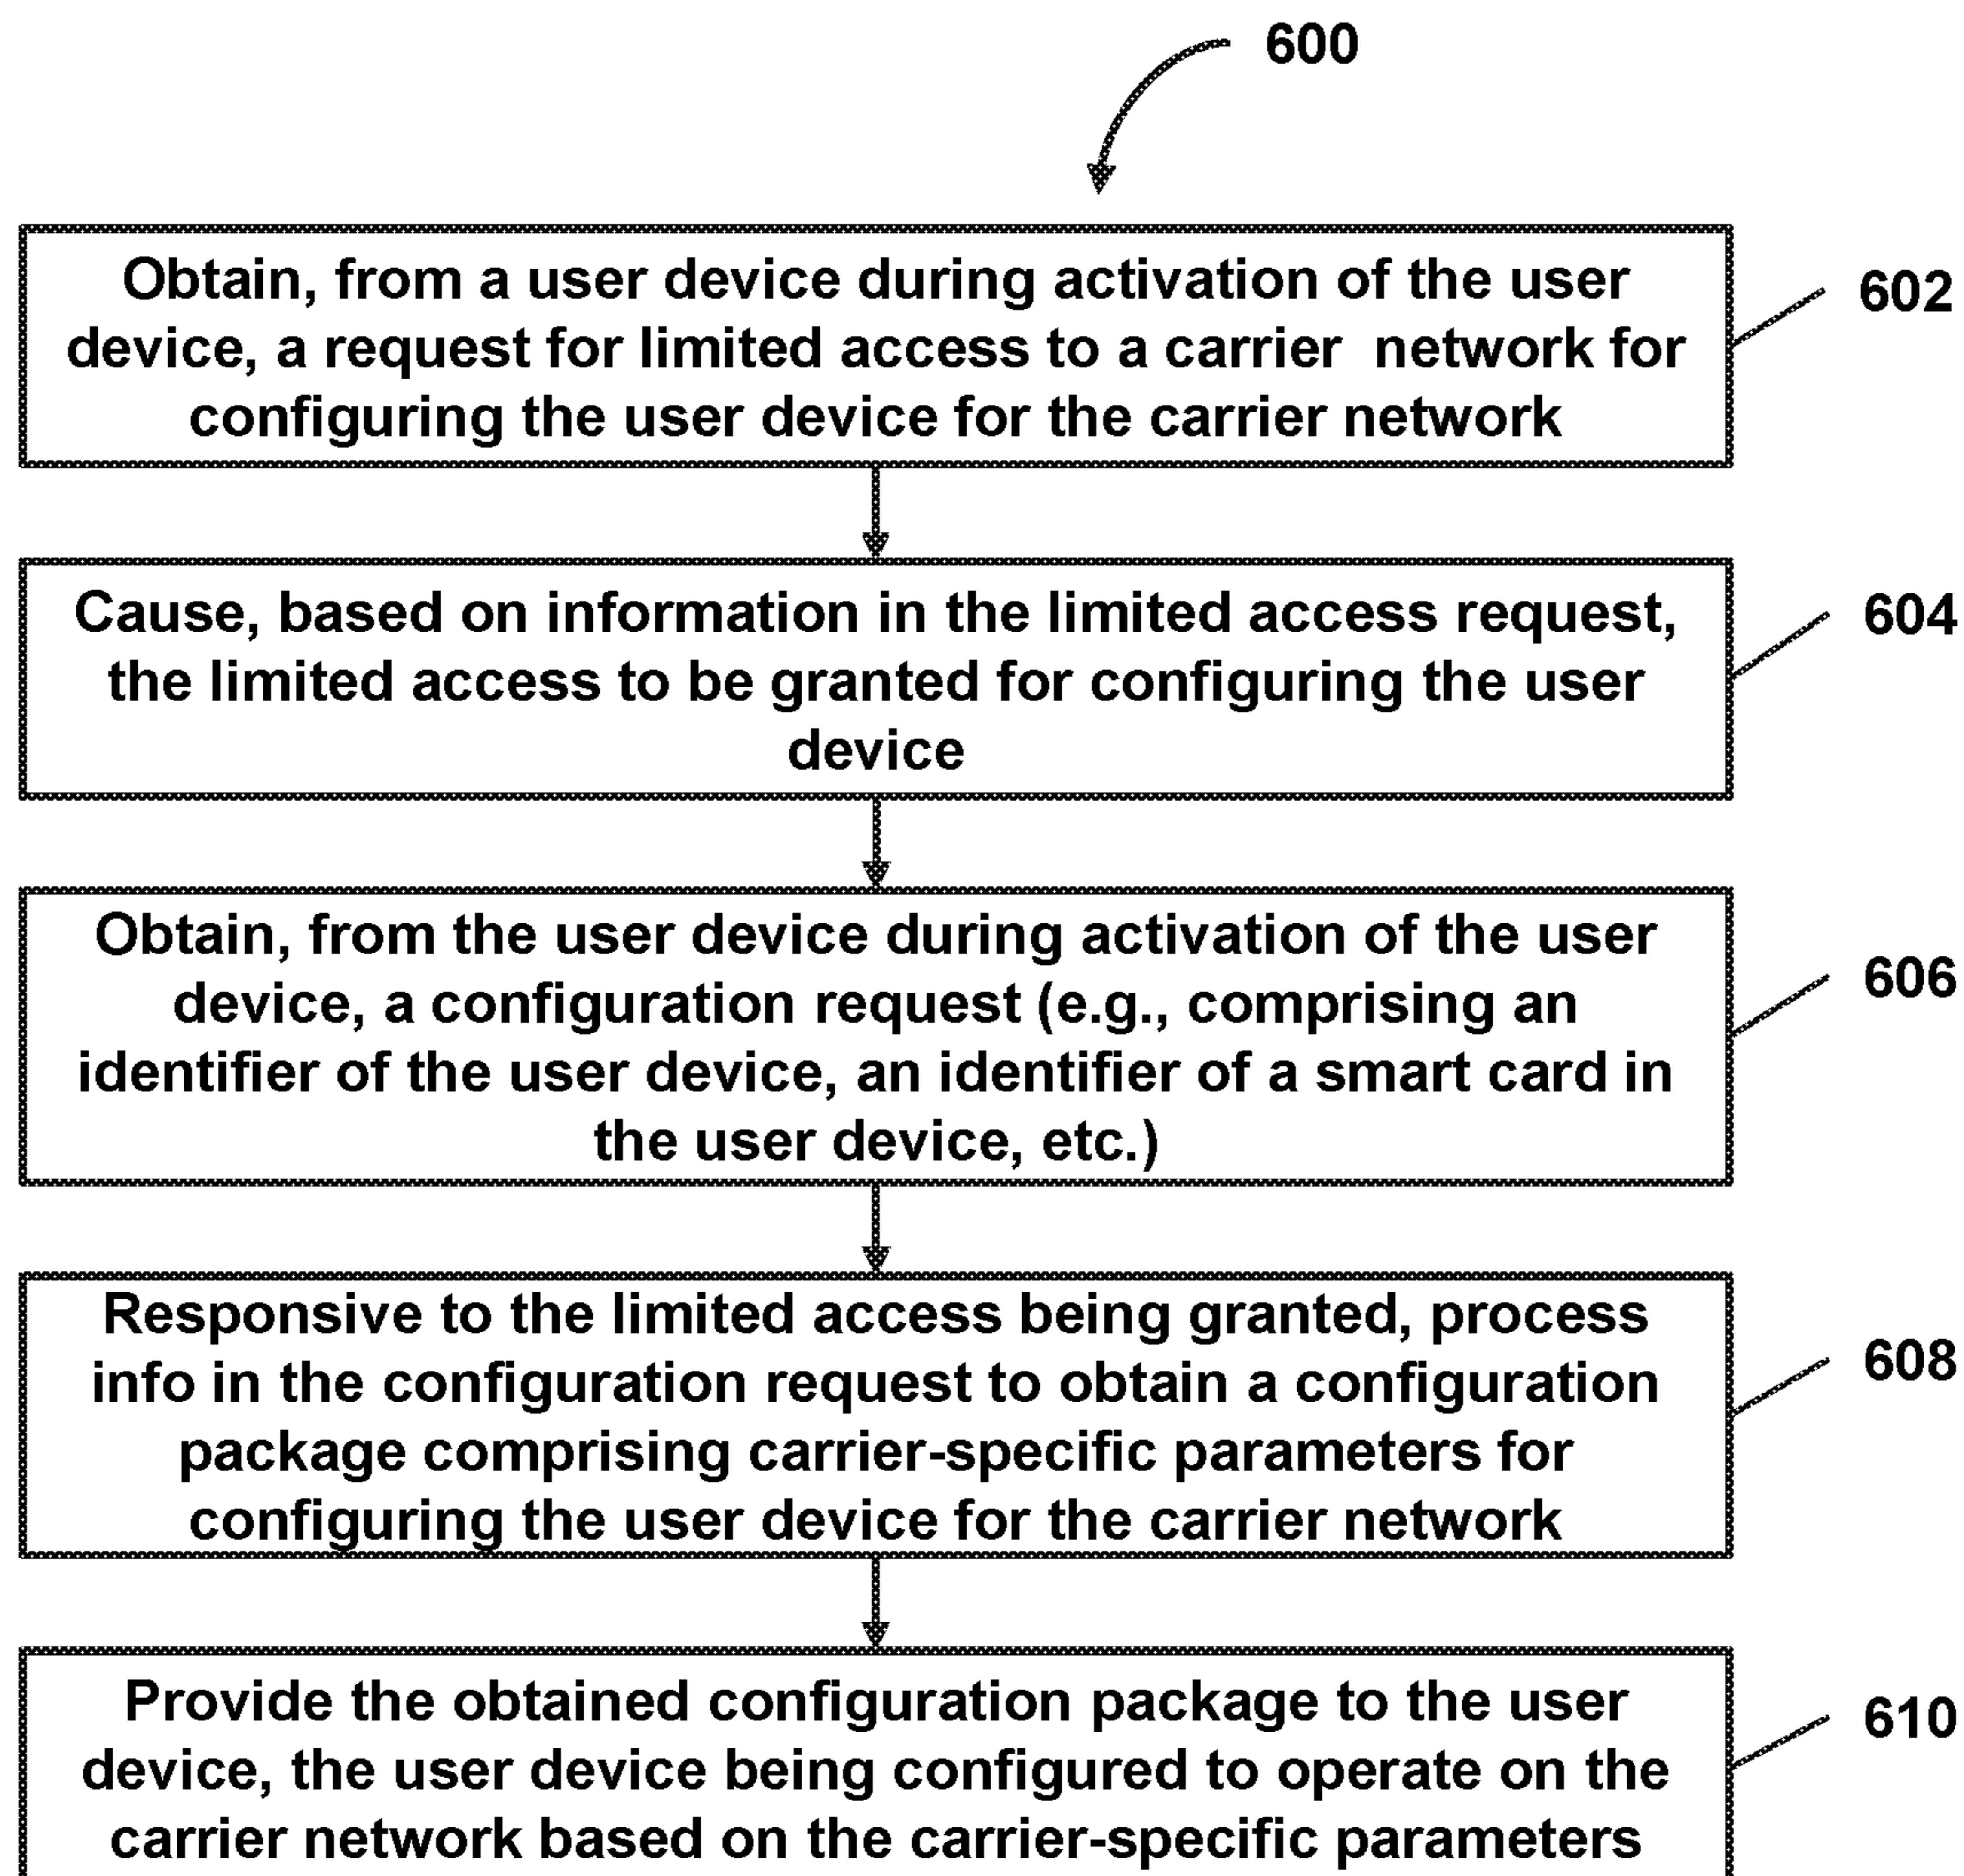 600
Obtain, from a user device during activation of the user
device, a request for limited access to a carrier network for
configuring the user device for the carrier network
602
Cause, based on information in the limited access request,
the limited access to be granted for configuring the user
device
604
Obtain, from the user device during activation of the user
device, a configuration request (e.g., comprising an
identifier of the user device, an identifier of a smart card in
the user device, etc.)
606
Responsive to the limited access being granted, process
info in the configuration request to obtain a configuration
package comprising carrier-specific parameters for
configuring the user device for the carrier network
608
Provide the obtained configuration package to the user
device, the user device being configured to operate on the
carrier network based on the carrier-specific parameters
610